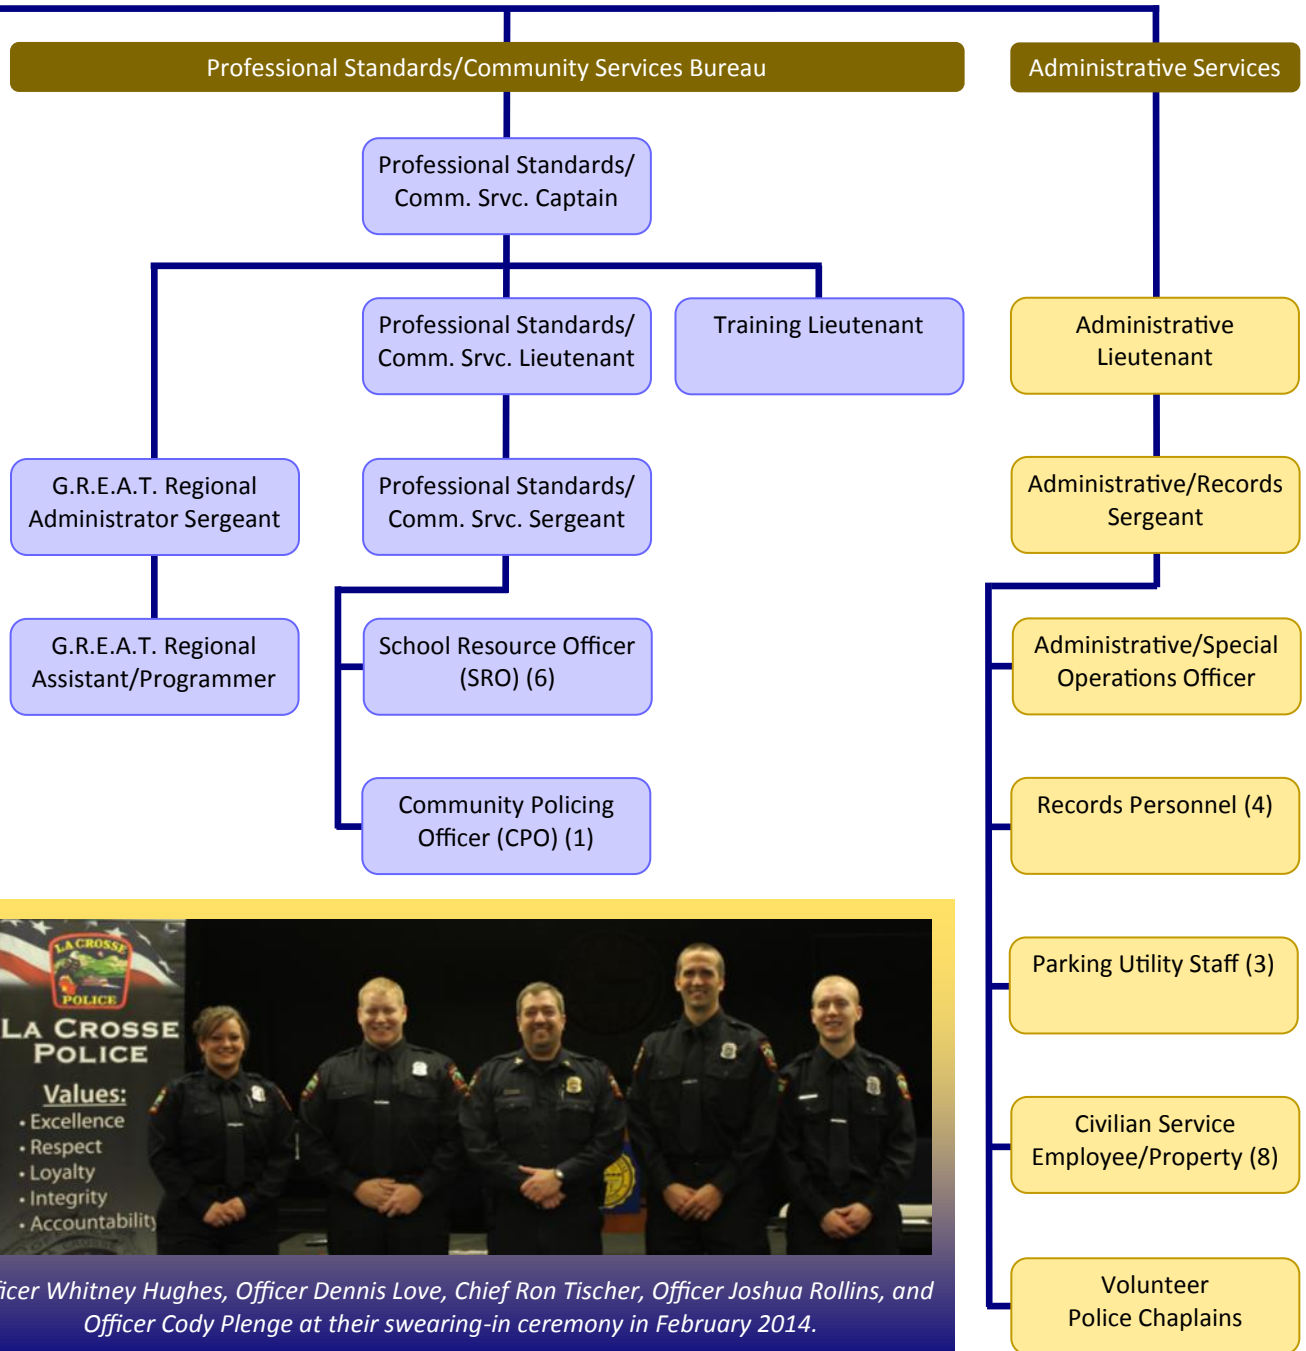 Professional Standards/Community Services Bureau
Administrative Services
Professional Standards/
Comm. Srvc. Captain
Professional Standards/
Comm. Srvc. Lieutenant
Training Lieutenant
Administrative
Lieutenant
G.R.E.A.T. Regional
Administrator Sergeant
Professional Standards/
Comm. Srvc. Sergeant
Administrative/Records
Sergeant
G.R.E.A.T. Regional
Assistant/Programmer
School Resource Officer
(SRO) (6)
Administrative/Special
Operations Officer
Community Policing
Officer (CPO) (1)
Records Personnel (4)
Parking Utility Staff (3)
Civilian Service
Employee/Property (8)
Volunteer
Police Chaplains
LA CROSSE
POLICE
LA CROSSE
POLICE
Values:
• Excellence
• Respect
• Loyalty
• Integrity
• Accountability
ficer Whitney Hughes, Officer Dennis Love, Chief Ron Tischer, Officer Joshua Rollins, and
Officer Cody Plenge at their swearing-in ceremony in February 2014.